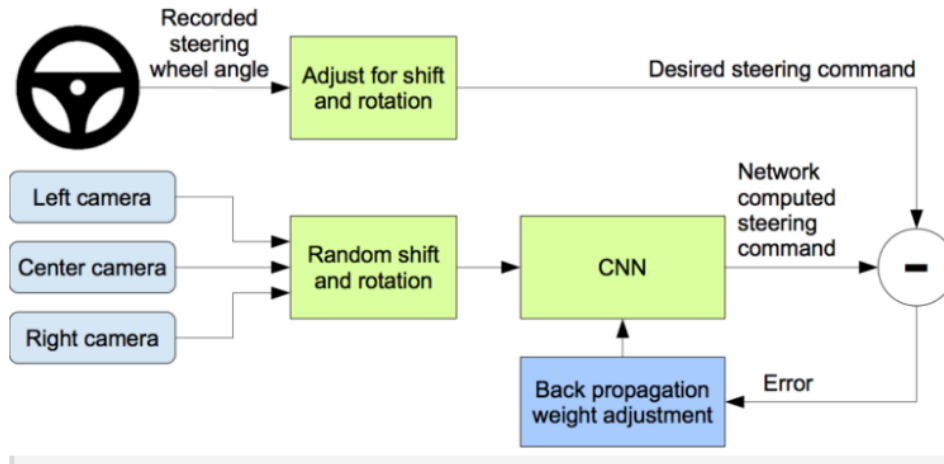 Recorded
steering
wheel angle
Adjust for shift
and rotation
Desired steering command
Left camera
Center camera
Right camera
Random shift
and rotation
CNN
Network
computed
steering
command
-
Back propagation
weight adjustment
Error